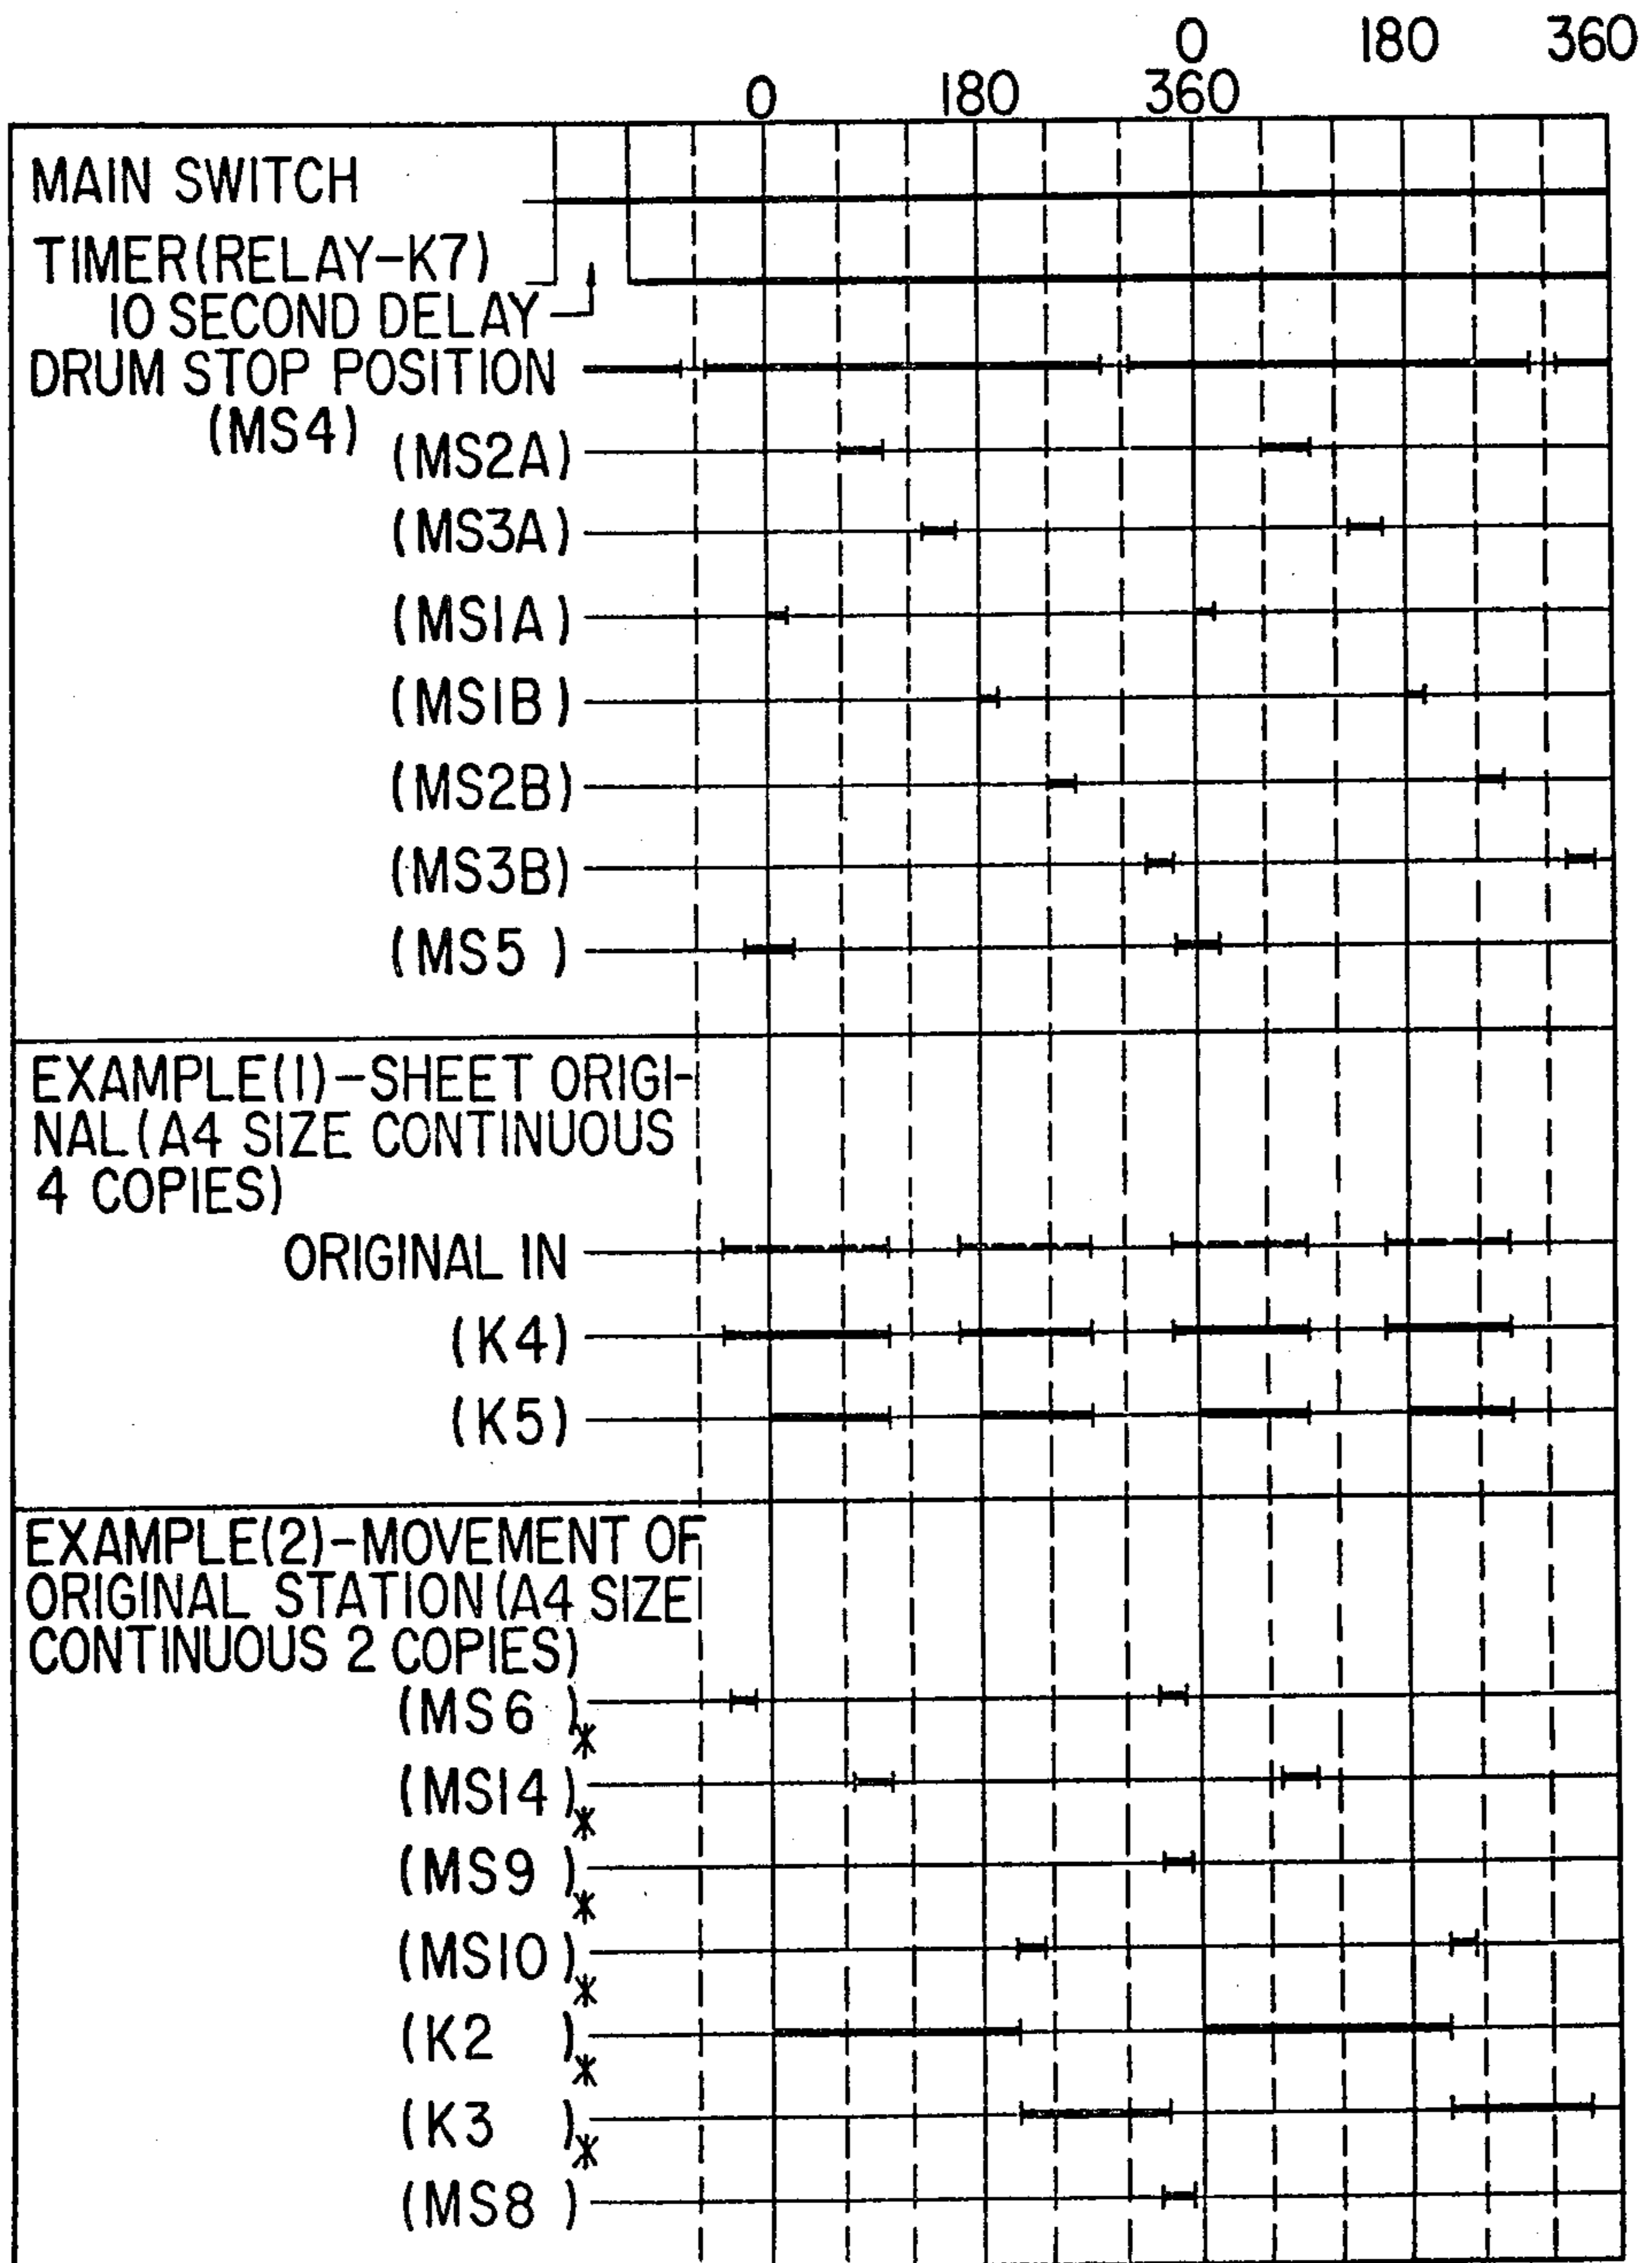 0 180 360
0 180 360
MAIN SWITCH
TIMER(RELAY-K7)
10 SECOND DELAY
DRUM STOP POSITION
(MS4)
(MS2A)
(MS3A)
(MS1A)
(MS1B)
(MS2B)
(MS3B)
(MS5 )
EXAMPLE(1)-SHEET ORIGI-
NAL(A4 SIZE CONTINUOUS
4 COPIES)
ORIGINAL IN
(K4)
(K5)
EXAMPLE(2)-MOVEMENT OF
ORIGINAL STATION(A4 SIZE
CONTINUOUS 2 COPIES)
(MS6 )*
(MS14 )*
(MS9 )*
(MS10 )*
(K2 )*
(K3 )*
(MS8 )